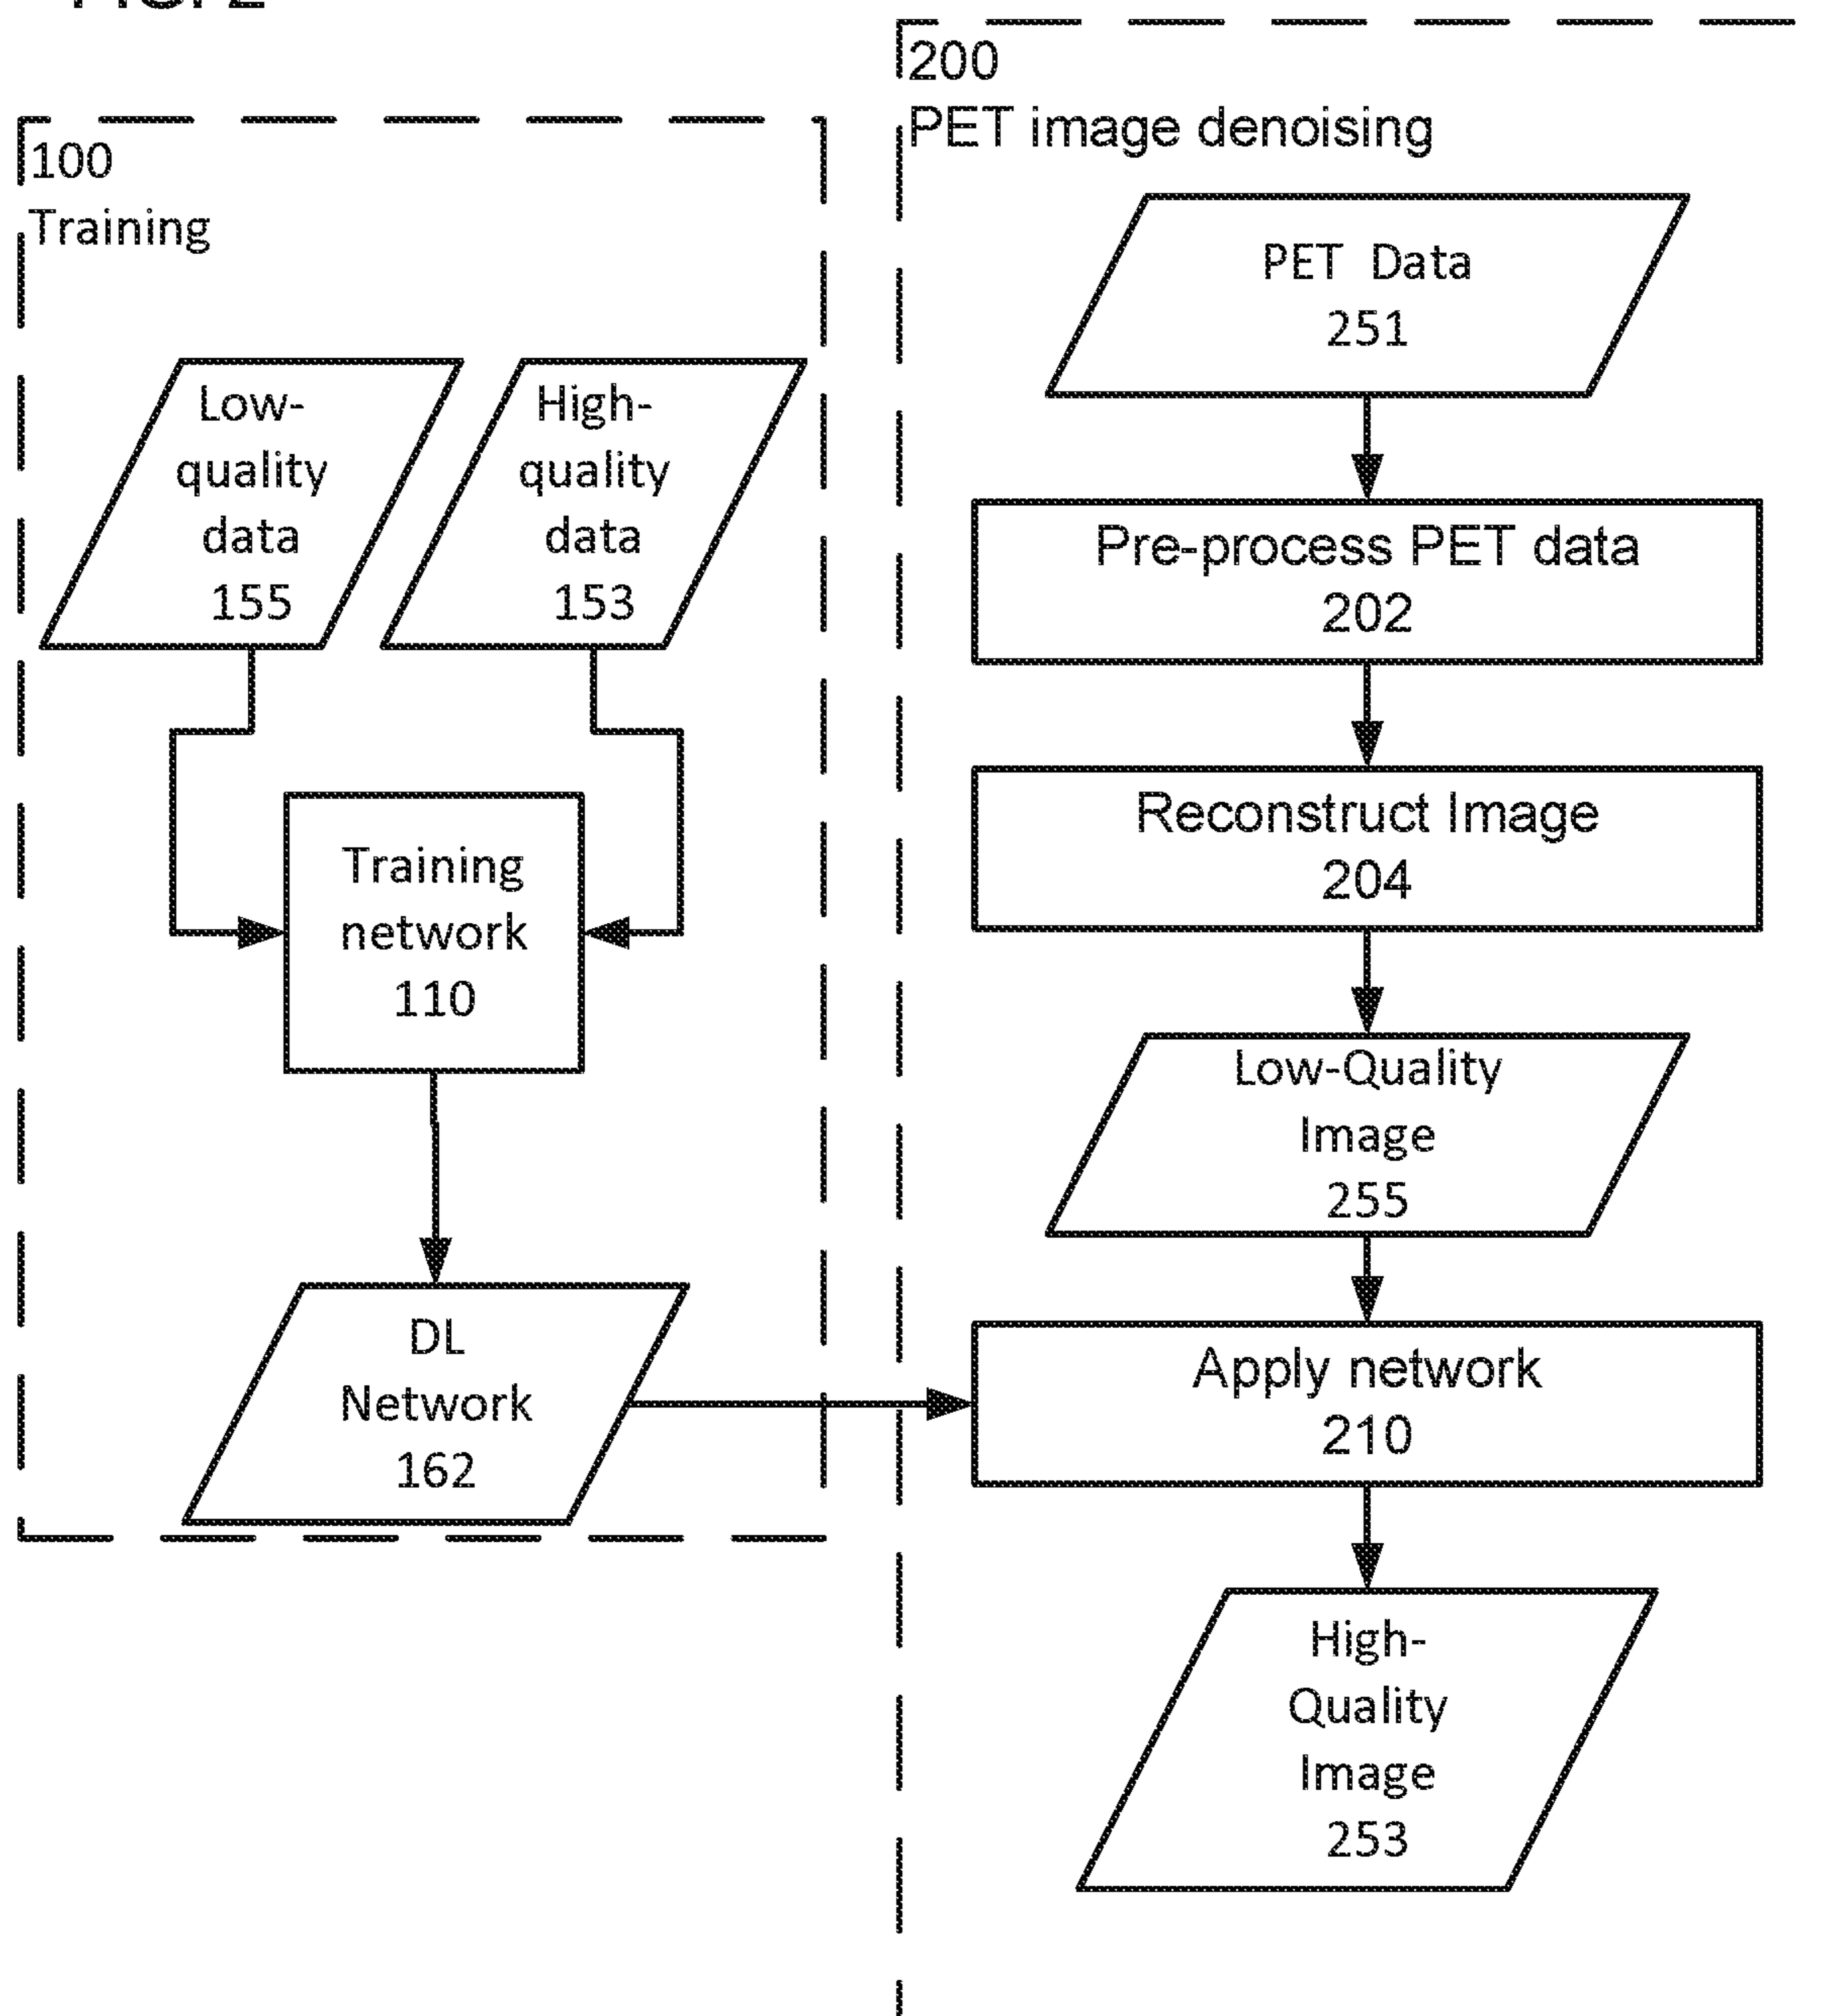 100
Training
Low-
quality
data
155
High-
quality
data
153
Training
network
110
DL
Network
162
200
PET image denoising
PET Data
251
Pre-process PET data
202
Reconstruct Image
204
Low-Quality
Image
255
Apply network
210
High-
Quality
Image
253